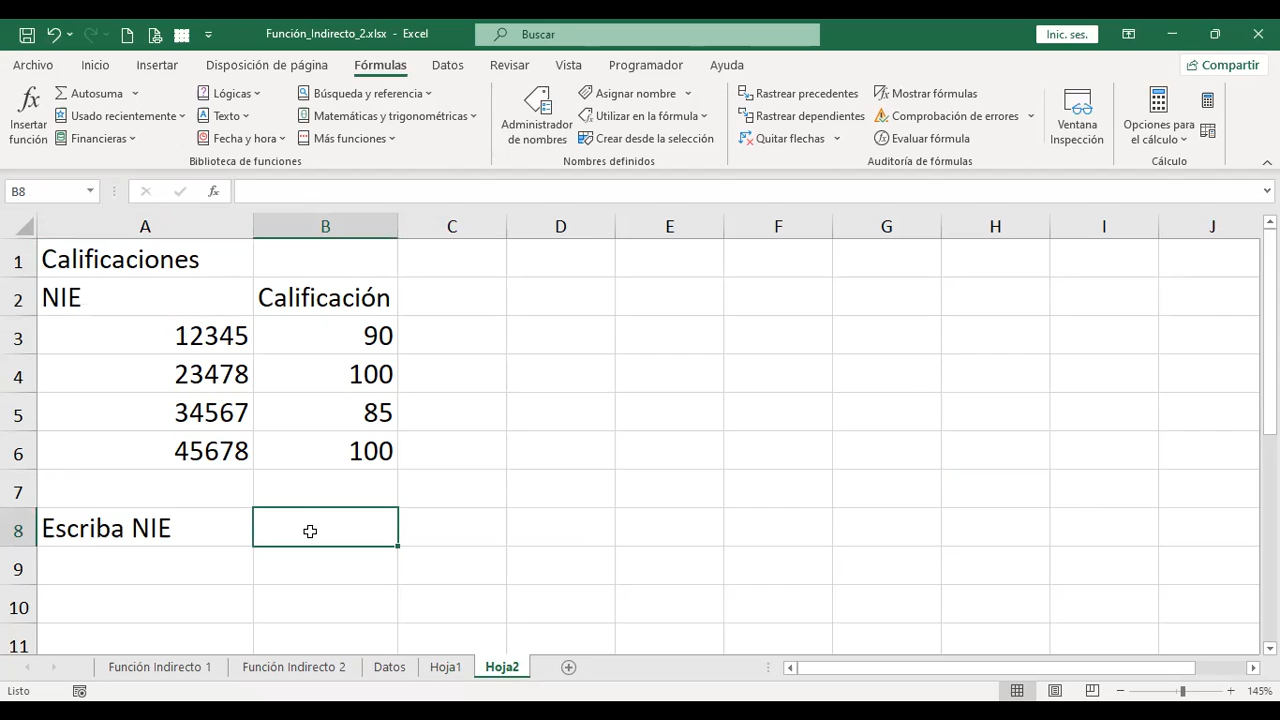 Función_Indirecto_2.xlsx - Excel
Buscar
Inic. ses.
Archivo Inicio Insertar Disposición de página Fórmulas Datos Revisar Vista Programador Ayuda
Compartir
fx
Insertar función
Autosuma
Usado recientemente
Financieras
Lógicas
Texto
Fecha y hora
Búsqueda y referencia
Matemáticas y trigonométricas
Más funciones
Biblioteca de funciones
Administrador de nombres
Asignar nombre
Utilizar en la fórmula
Crear desde la selección
Nombres definidos
Rastrear precedentes
Rastrear dependientes
Quitar flechas
Mostrar fórmulas
Comprobación de errores
Evaluar fórmula
Auditoría de fórmulas
Ventana Inspección
Opciones para el cálculo
Cálculo
B8
fx
A B C D E F G H I J
1 Calificaciones
2 NIE Calificación
3 12345 90
4 23478 100
5 34567 85
6 45678 100
7
8 Escriba NIE
9
10
11
Función Indirecto 1 Función Indirecto 2 Datos Hoja1 Hoja2
Listo
145%